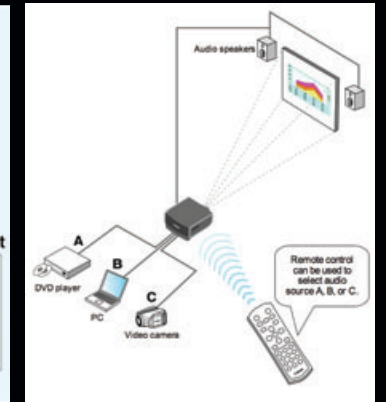 Audio speakers
A
B
C
t
DVD player
PC
Video camera
Remote control
can be used to
select audio
source A, B, or C.